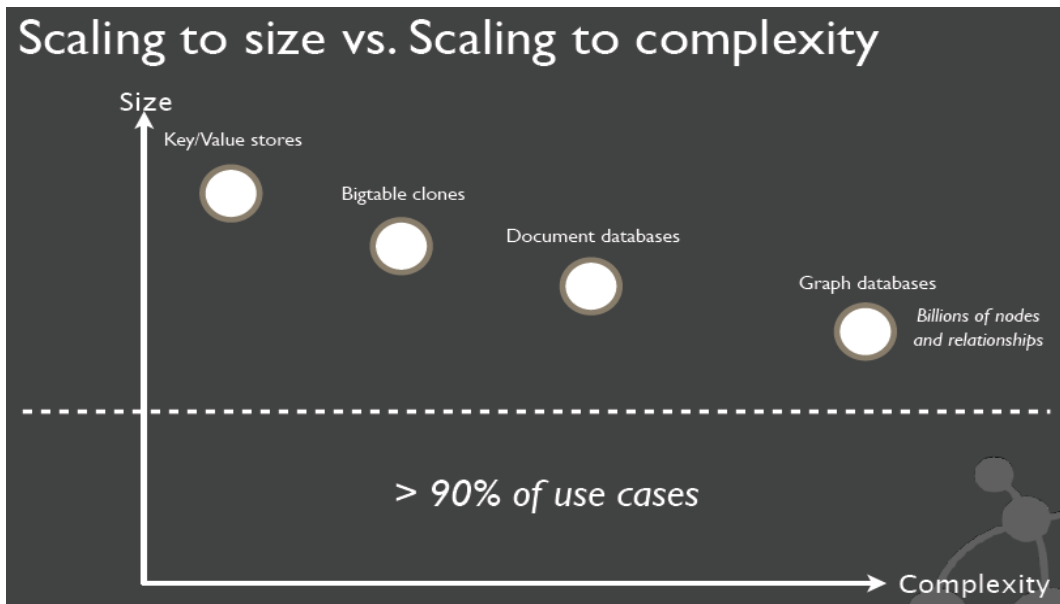 Scaling to size vs. Scaling to complexity
Size
Key/Value stores
Bigtable clones
Document databases
Graph databases
Billions of nodes
and relationships
> 90% of use cases
Complexity